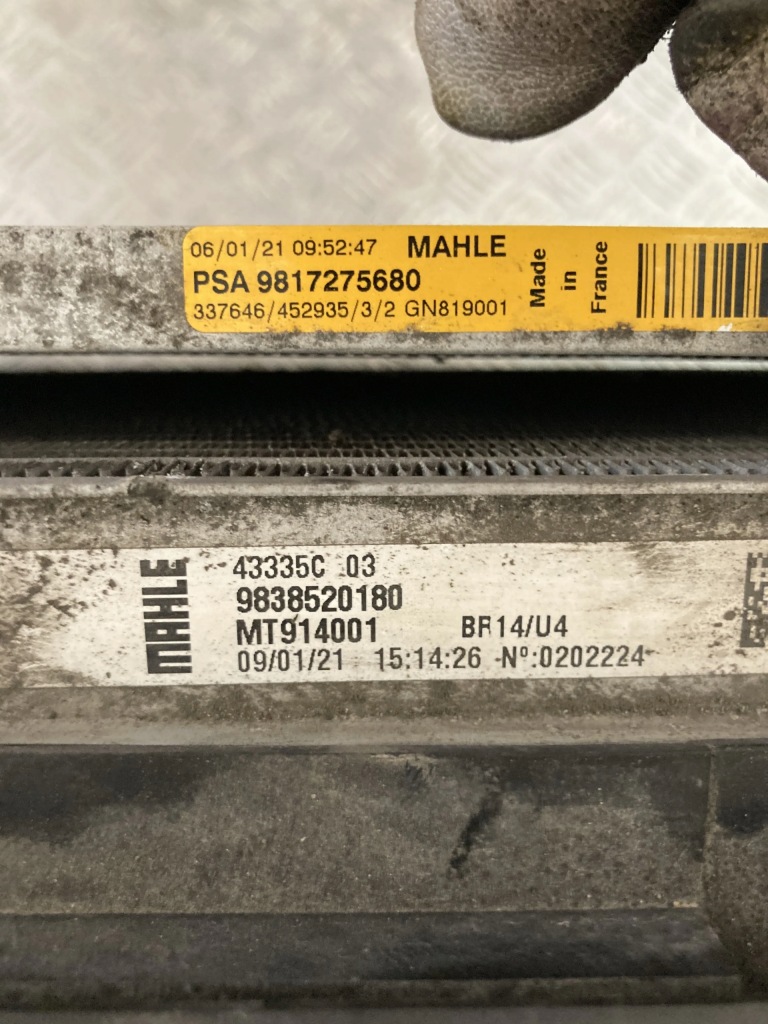 06/01/21 09:52:47 MAHLE
PSA 9817275680
337646/452935/3/2 GN819001
Made
in
France
MAHLE
43335C 03
9838520180
MT914001 BR14/U4
09/01/21 15:14:26 Nº:0202224